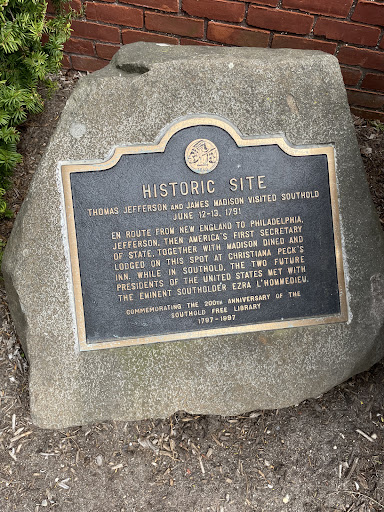 HISTORIC SITE
THOMAS JEFFERSON AND JAMES MADISON VISITED SOUTHOLD
JUNE 12-13, 1791
EN ROUTE FROM NEW ENGLAND TO PHILADELPHIA,
JEFFERSON, THEN AMERICA'S FIRST SECRETARY
OF STATE, TOGETHER WITH MADISON DINED AND
LODGED ON THIS SPOT AT CHRISTIANA PECK'S
INN. WHILE IN SOUTHOLD, THE TWO FUTURE
PRESIDENTS OF THE UNITED STATES MET WITH
THE EMINENT SOUTHOLDER EZRA L'HOMMEDIEU.
COMMEMORATING THE 200TH ANNIVERSARY OF THE
SOUTHOLD FREE LIBRARY
1797-1997